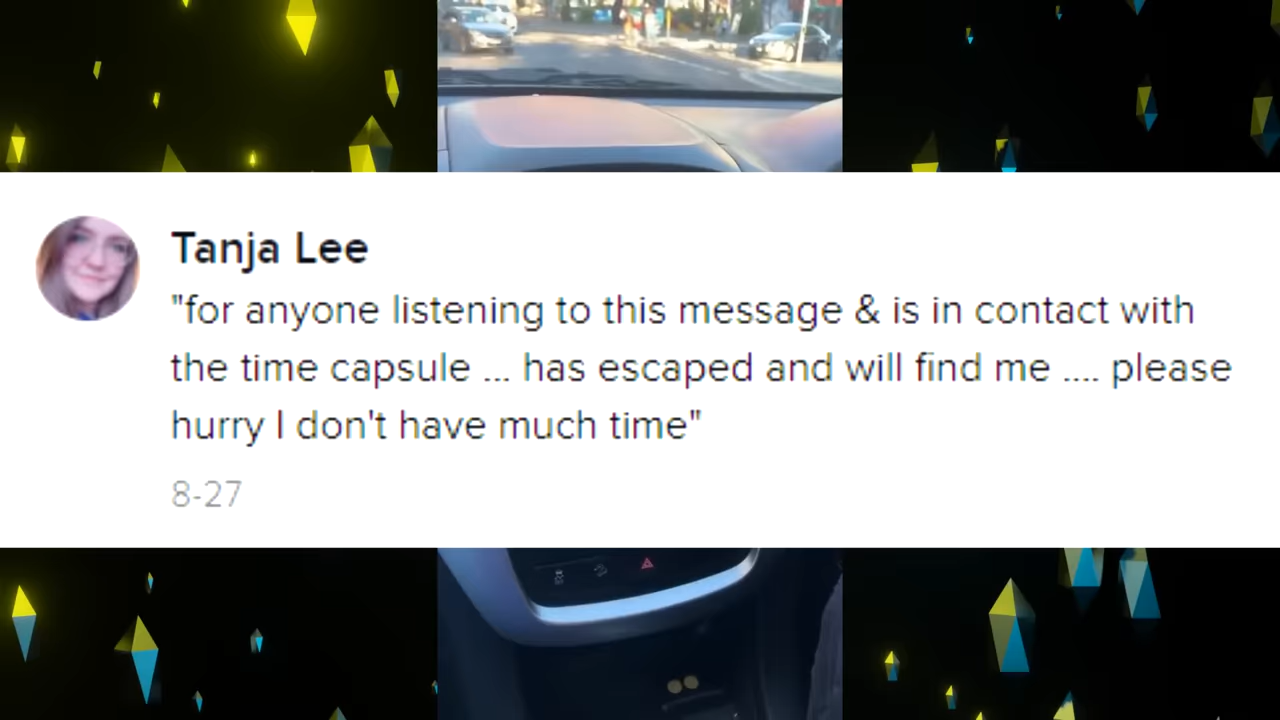 Tanja Lee
"for anyone listening to this message & is in contact with
the time capsule ... has escaped and will find me .... please
hurry I don't have much time"
8-27